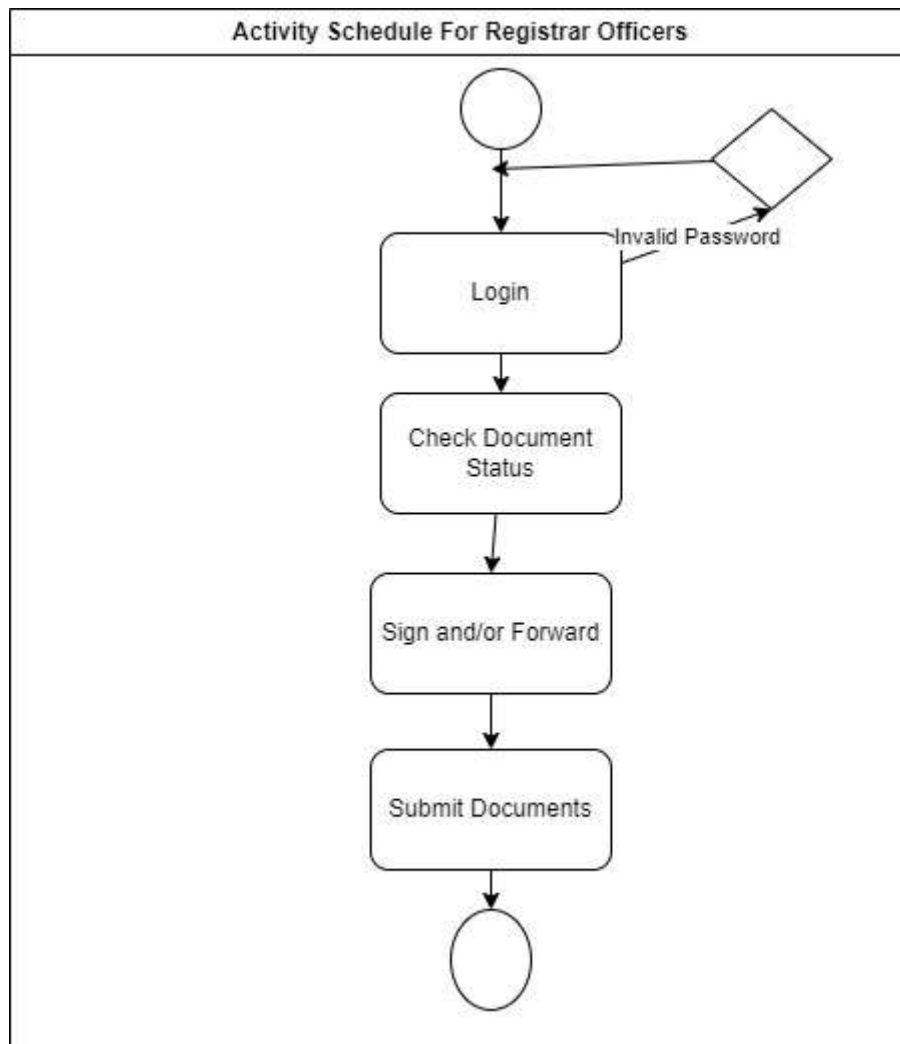 Activity Schedule For Registrar Officers
Invalid Password
Login
Check Document
Status
Sign and/or Forward
Submit Documents